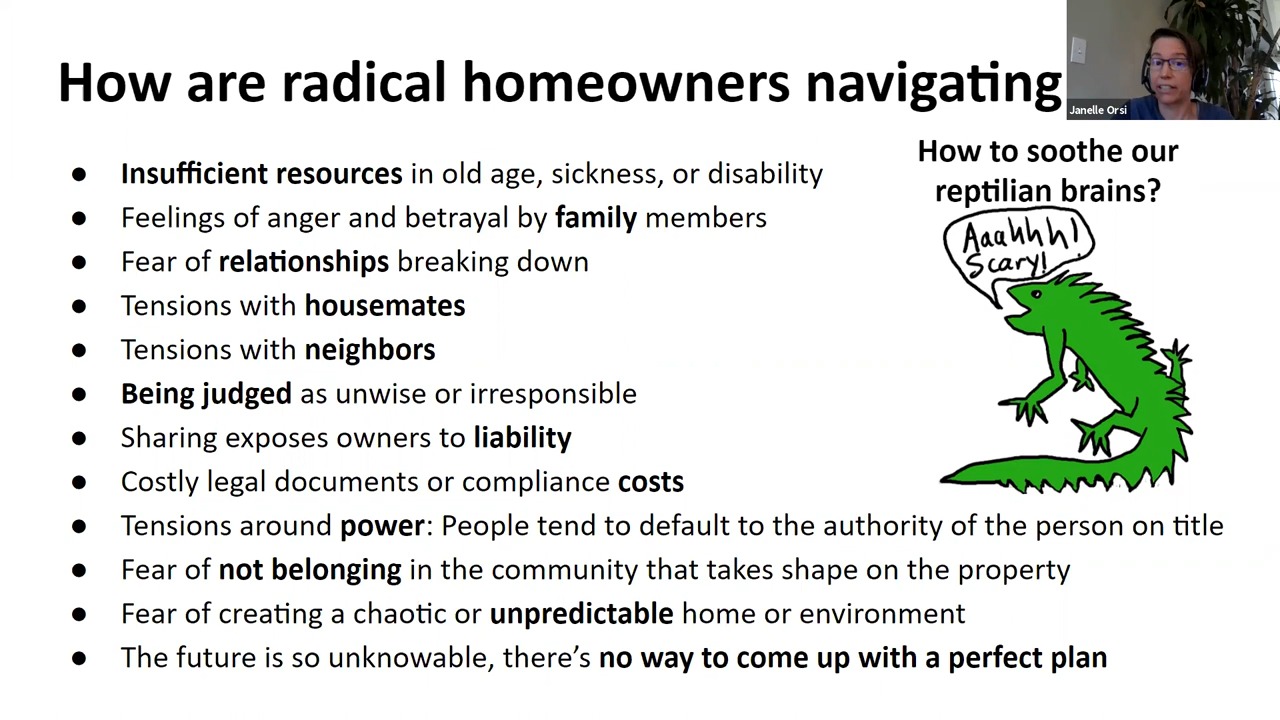 How are radical homeowners navigating
Janelle Orsi
● Insufficient resources in old age, sickness, or disability
● Feelings of anger and betrayal by family members
● Fear of relationships breaking down
● Tensions with housemates
● Tensions with neighbors
● Being judged as unwise or irresponsible
● Sharing exposes owners to liability
● Costly legal documents or compliance costs
● Tensions around power: People tend to default to the authority of the person on title
● Fear of not belonging in the community that takes shape on the property
● Fear of creating a chaotic or unpredictable home or environment
● The future is so unknowable, there’s no way to come up with a perfect plan
How to soothe our
reptilian brains?
Aaahhh!
Scary!